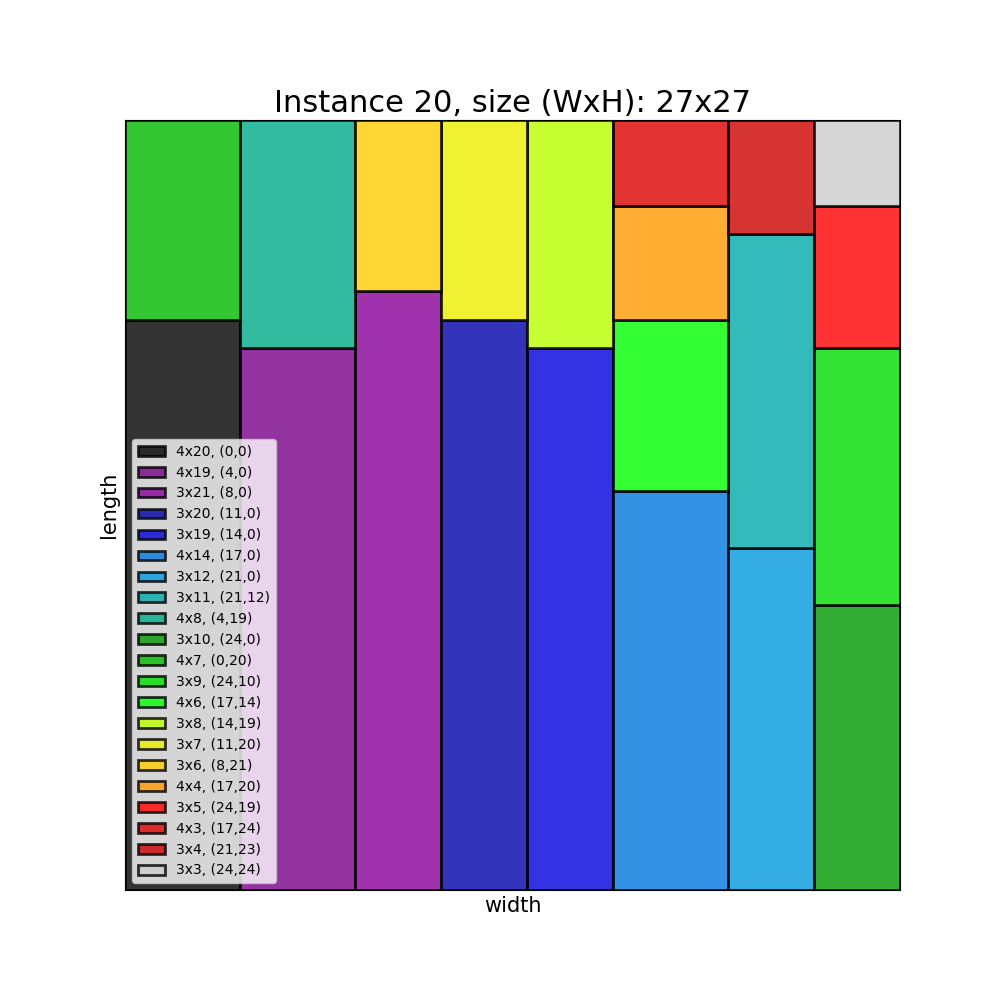 Instance 20, size (WxH): 27x27
length
4x20, (0,0)
4x19, (4,0)
3x21, (8,0)
3x20, (11,0)
3x19, (14,0)
4x14, (17,0)
3x12, (21,0)
3x11, (21,12)
4x8, (4,19)
3x10, (24,0)
4x7, (0,20)
3x9, (24,10)
4x6, (17,14)
3x8, (14,19)
3x7, (11,20)
3x6, (8,21)
4x4, (17,20)
3x5, (24,19)
4x3, (17,24)
3x4, (21,23)
3x3, (24,24)
width